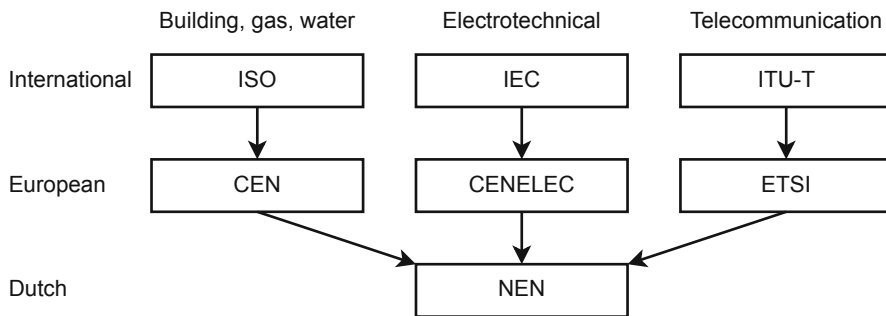 Building, gas, water Electrotechnical Telecommunication
International ISO IEC ITU-T
European CEN CENELEC ETSI
Dutch NEN